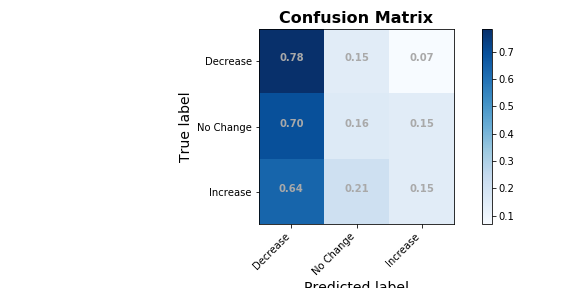 Confusion Matrix
True label
Decrease 0.78 0.15 0.07
No Change 0.70 0.16 0.15
Increase 0.64 0.21 0.15
Decrease No Change Increase
Predicted label
0.7
0.6
0.5
0.4
0.3
0.2
0.1